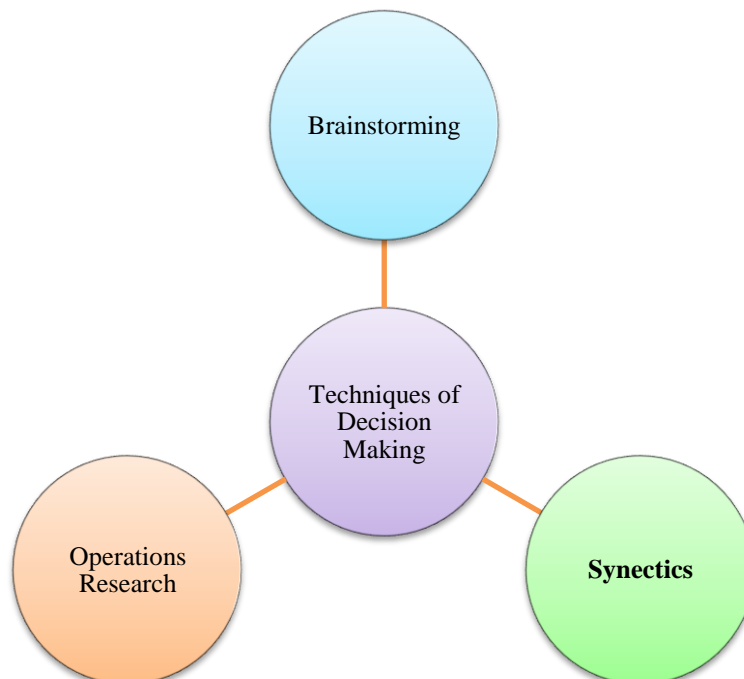 Brainstorming
Techniques of
Decision
Making
Operations
Research
Synectics